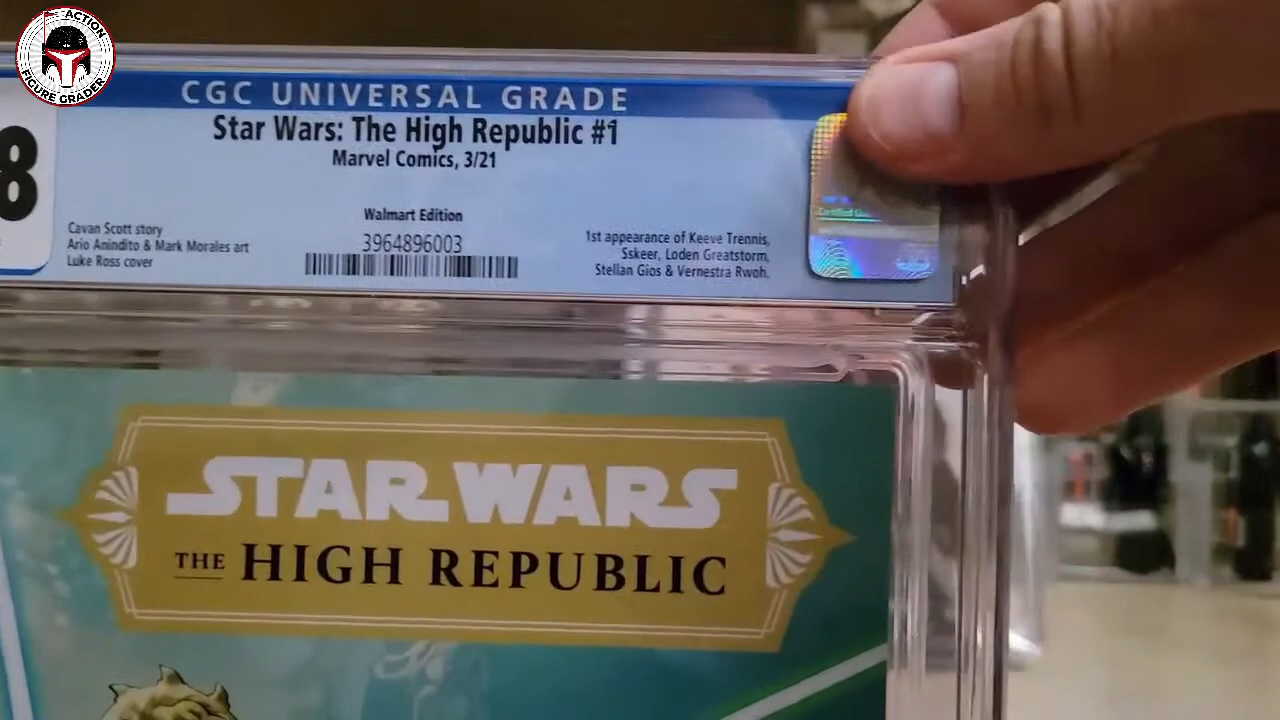 THE ACTION
FIGURE GRADER
8
CGC UNIVERSAL GRADE
Star Wars: The High Republic #1
Marvel Comics, 3/21
Walmart Edition
3964896003
Cavan Scott story
Ario Anindito & Mark Morales art
Luke Ross cover
1st appearance of Keeve Trennis,
Sskeer, Loden Greatstorm,
Stellan Gios & Vernestra Rwoh.
STAR WARS
THE HIGH REPUBLIC